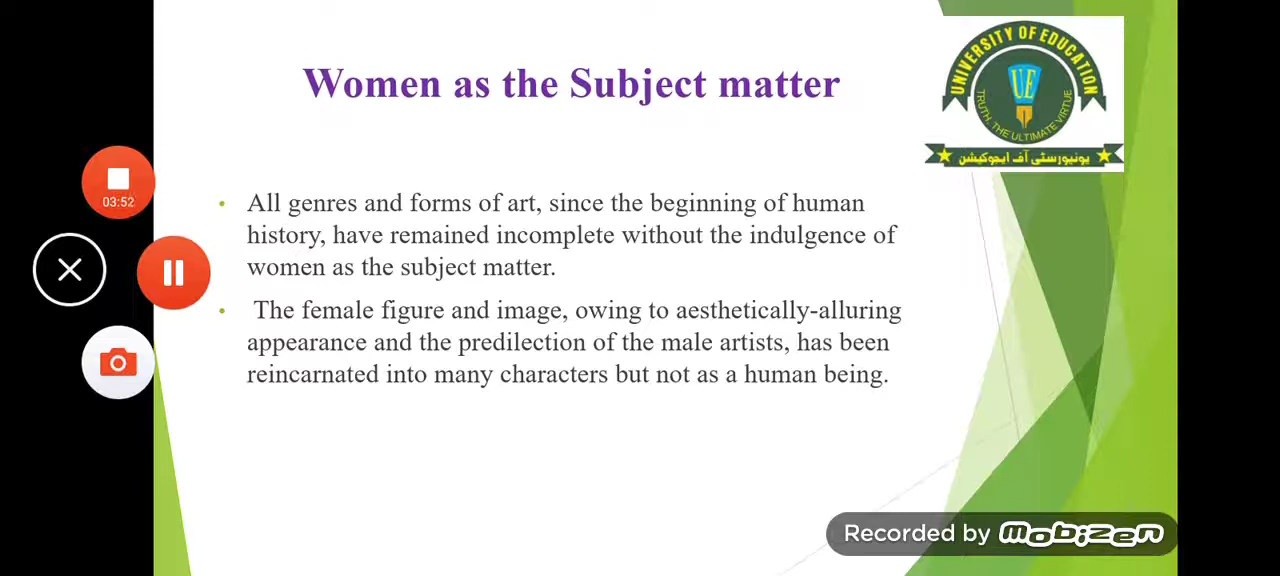 Women as the Subject matter
UNIVERSITY OF EDUCATION
UE
TRUTH, THE ULTIMATE VIRTUE
یونیورسٹی آف ایجوکیشن
All genres and forms of art, since the beginning of human
history, have remained incomplete without the indulgence of
women as the subject matter.
The female figure and image, owing to aesthetically-alluring
appearance and the predilection of the male artists, has been
reincarnated into many characters but not as a human being.
03:52
Recorded by mobizen